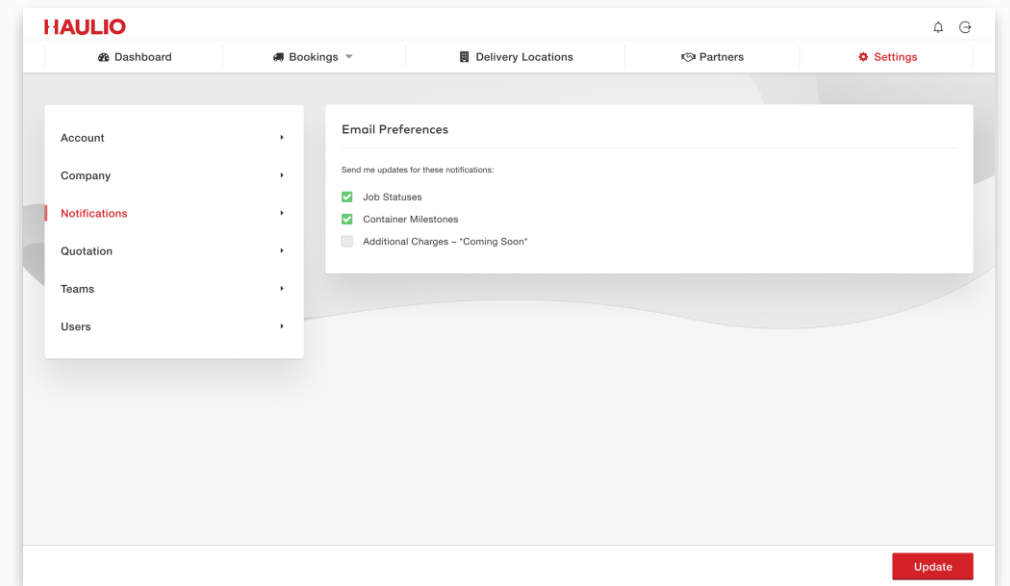 HAULIO
Dashboard
Bookings
Delivery Locations
Partners
Settings
Account
Company
Notifications
Quotation
Teams
Users
Email Preferences
Send me updates for these notifications:
Job Statuses
Container Milestones
Additional Charges – *Coming Soon*
Update